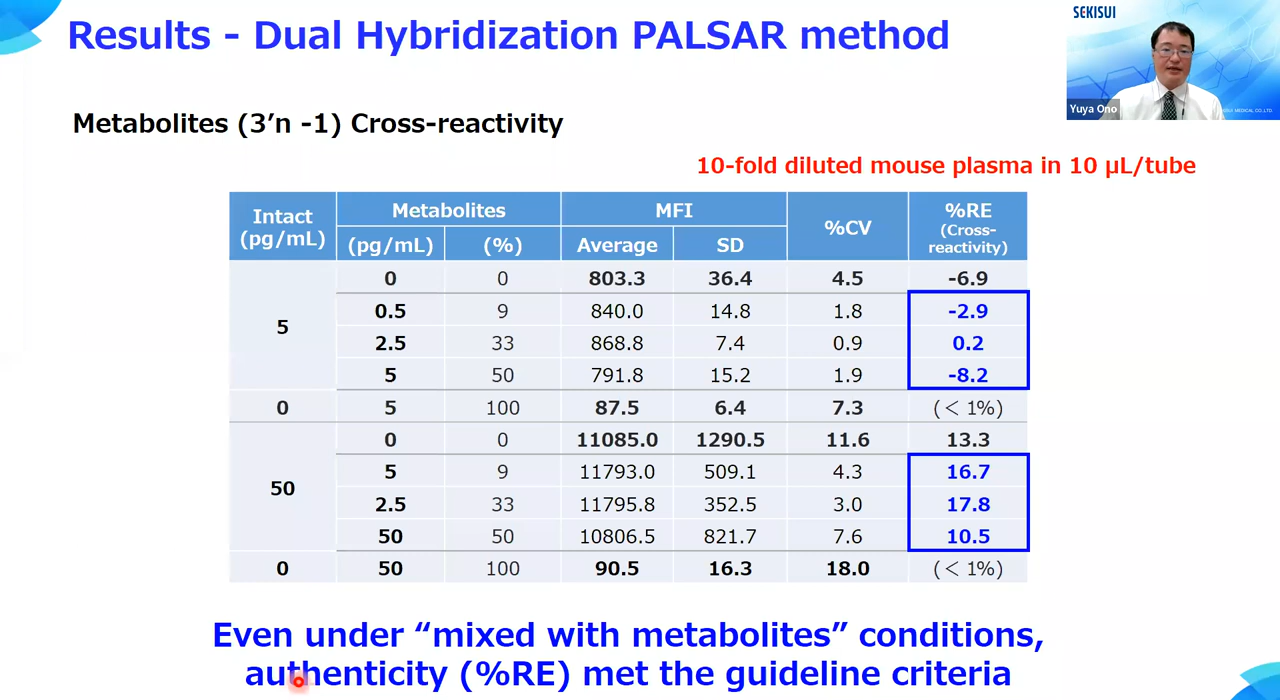 Results - Dual Hybridization PALSAR method
SEKISUI
Yuya Ono
Metabolites (3’n -1) Cross-reactivity
10-fold diluted mouse plasma in 10 μL/tube
Intact (pg/mL) Metabolites MFI %CV %RE (Cross-reactivity)
(pg/mL) (%) Average SD
5 0 0 803.3 36.4 4.5 -6.9
0.5 9 840.0 14.8 1.8 -2.9
2.5 33 868.8 7.4 0.9 0.2
5 50 791.8 15.2 1.9 -8.2
0 5 100 87.5 6.4 7.3 (< 1%)
50 0 0 11085.0 1290.5 11.6 13.3
5 9 11793.0 509.1 4.3 16.7
2.5 33 11795.8 352.5 3.0 17.8
50 50 10806.5 821.7 7.6 10.5
0 50 100 90.5 16.3 18.0 (< 1%)
Even under “mixed with metabolites” conditions,
authenticity (%RE) met the guideline criteria